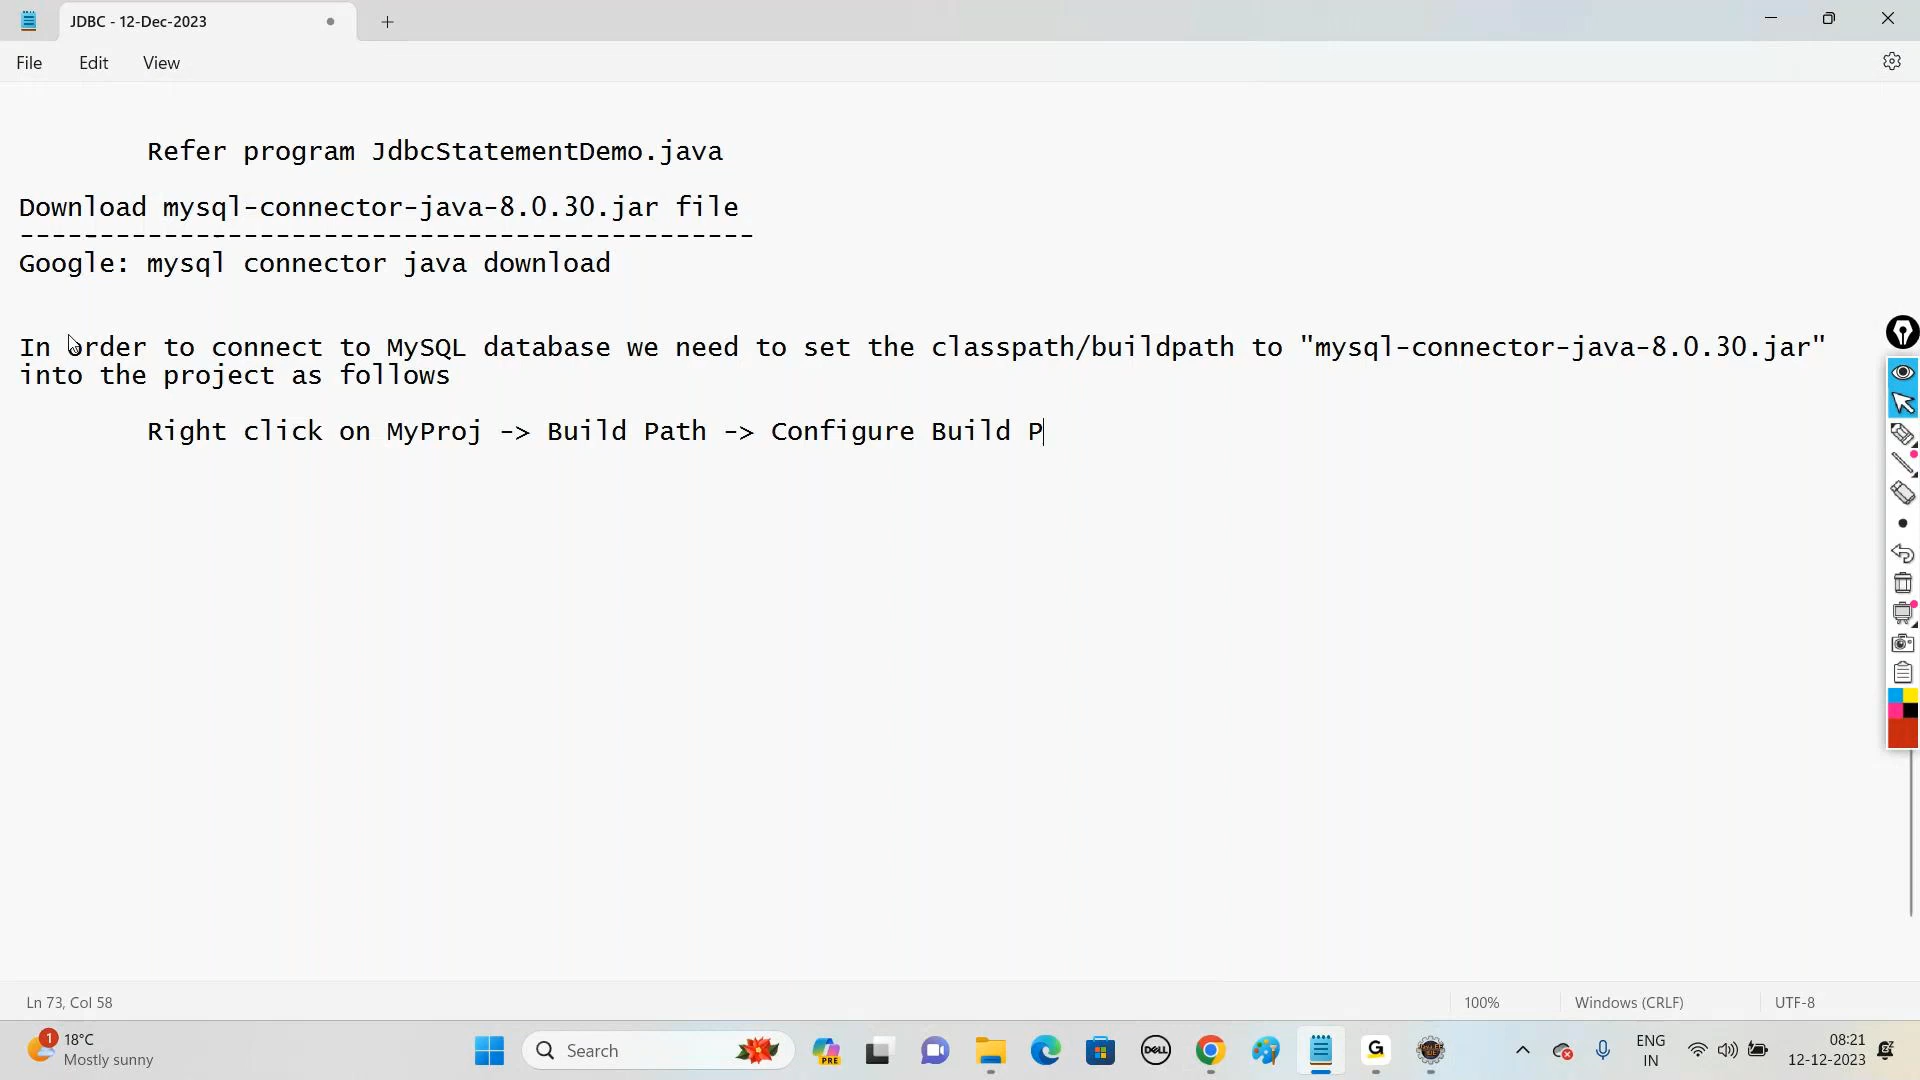 JDBC - 12-Dec-2023
File Edit View
Refer program JdbcStatementDemo.java
Download mysql-connector-java-8.0.30.jar file
----------------------------------------------
Google: mysql connector java download
In order to connect to MySQL database we need to set the classpath/buildpath to "mysql-connector-java-8.0.30.jar"
into the project as follows
Right click on MyProj -> Build Path -> Configure Build P
Ln 73, Col 58 100% Windows (CRLF) UTF-8
1 18°C
Mostly sunny
Search
PRE
DELL
G
ENG
IN
08:21
12-12-2023